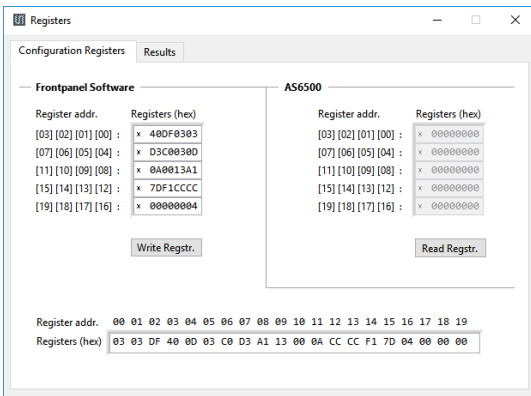 Registers
Configuration Registers Results
Frontpanel Software
Register addr. Registers (hex)
[03] [02] [01] [00] : x 40DF0303
[07] [06] [05] [04] : x D3C0030D
[11] [10] [09] [08] : x 0A0013A1
[15] [14] [13] [12] : x 7DF1CCCC
[19] [18] [17] [16] : x 00000004
Write Regstr.
AS6500
Register addr. Registers (hex)
[03] [02] [01] [00] : x 00000000
[07] [06] [05] [04] : x 00000000
[11] [10] [09] [08] : x 00000000
[15] [14] [13] [12] : x 00000000
[19] [18] [17] [16] : x 00000000
Read Regstr.
Register addr. 00 01 02 03 04 05 06 07 08 09 10 11 12 13 14 15 16 17 18 19
Registers (hex) 03 03 DF 40 0D 03 C0 D3 A1 13 00 0A CC CC F1 7D 04 00 00 00